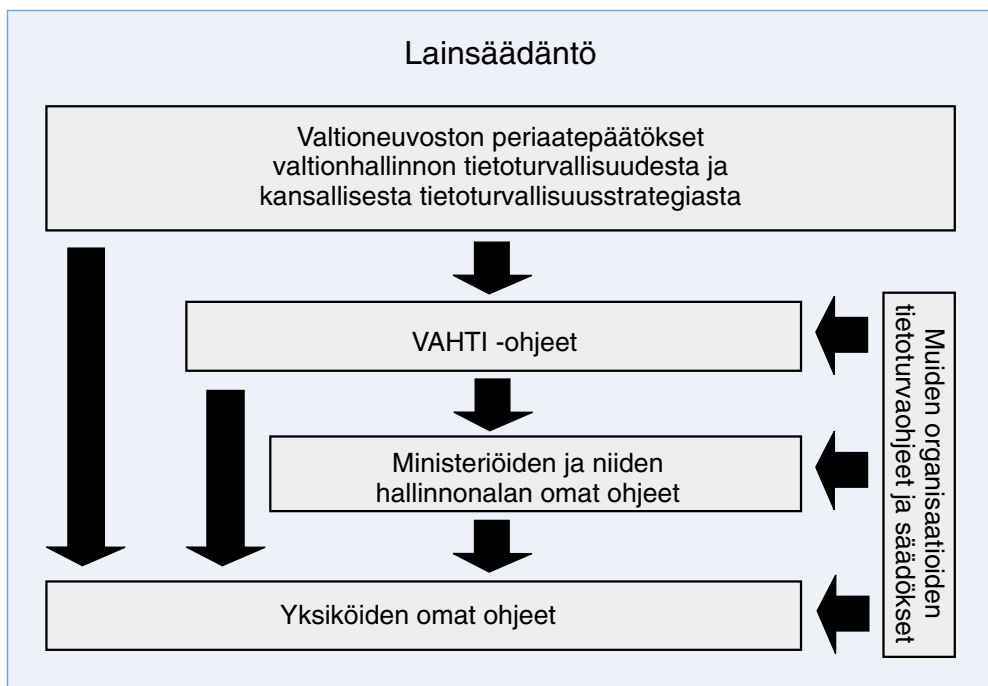 Lainsäädäntö
Valtioneuvoston periaatepäätökset
valtionhallinnon tietoturvallisuudesta ja
kansallisesta tietoturvallisuusstrategiasta
VAHTI -ohjeet
Ministeriöiden ja niiden
hallinnonalan omat ohjeet
Yksiköiden omat ohjeet
Muiden organisaatioiden
tietoturvaohjeet ja säädökset